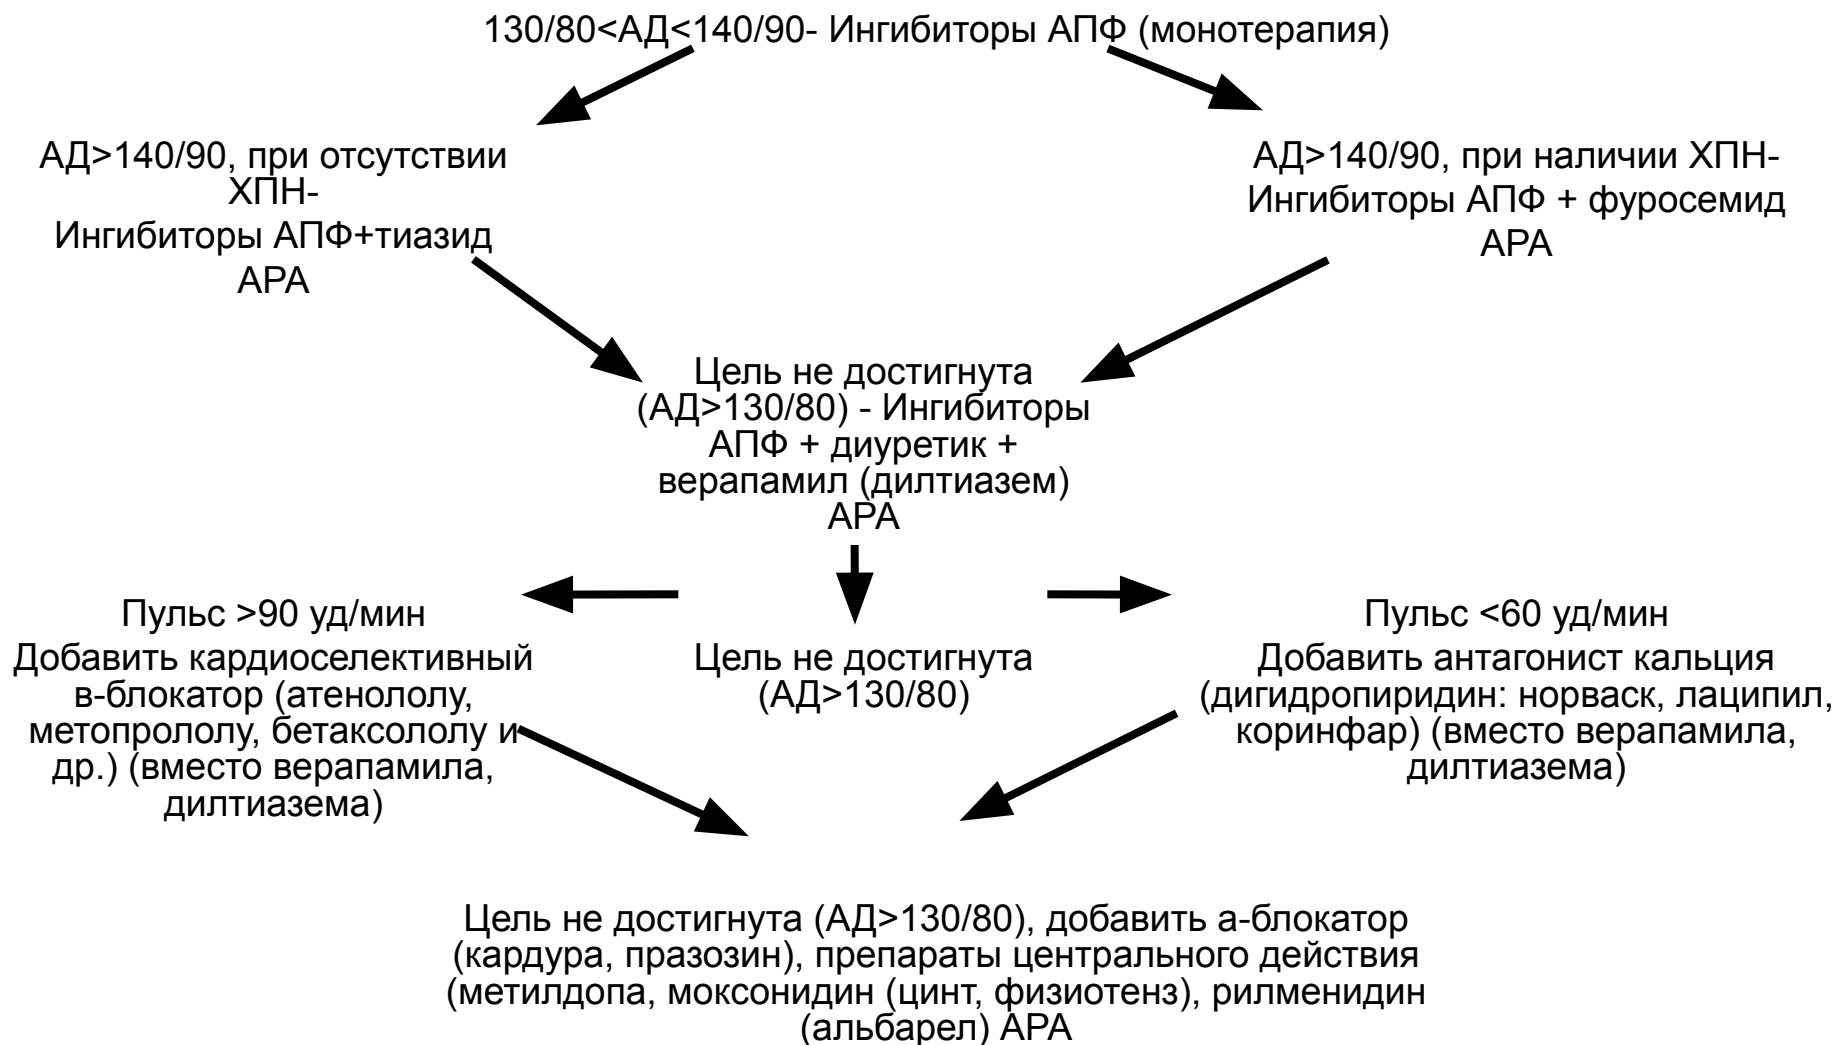 130/80<АД<140/90- Ингибиторы АПФ (монотерапия)
АД>140/90, при отсутствии
ХПН-
Ингибиторы АПФ+тиазид
АРА
АД>140/90, при наличии ХПН-
Ингибиторы АПФ + фуросемид
АРА
Цель не достигнута
(АД>130/80) - Ингибиторы
АПФ + диуретик +
верапамил (дилтиазем)
АРА
Пульс >90 уд/мин
Добавить кардиоселективный
в-блокатор (атенололу,
метопрололу, бетаксололу и
др.) (вместо верапамила,
дилтиазема)
Цель не достигнута
(АД>130/80)
Пульс <60 уд/мин
Добавить антагонист кальция
(дигидропиридин: норваск, лаципил,
коринфар) (вместо верапамила,
дилтиазема)
Цель не достигнута (АД>130/80), добавить а-блокатор
(кардура, празозин), препараты центрального действия
(метилдопа, моксонидин (цинт, физиотенз), рилменидин
(альбарел) АРА